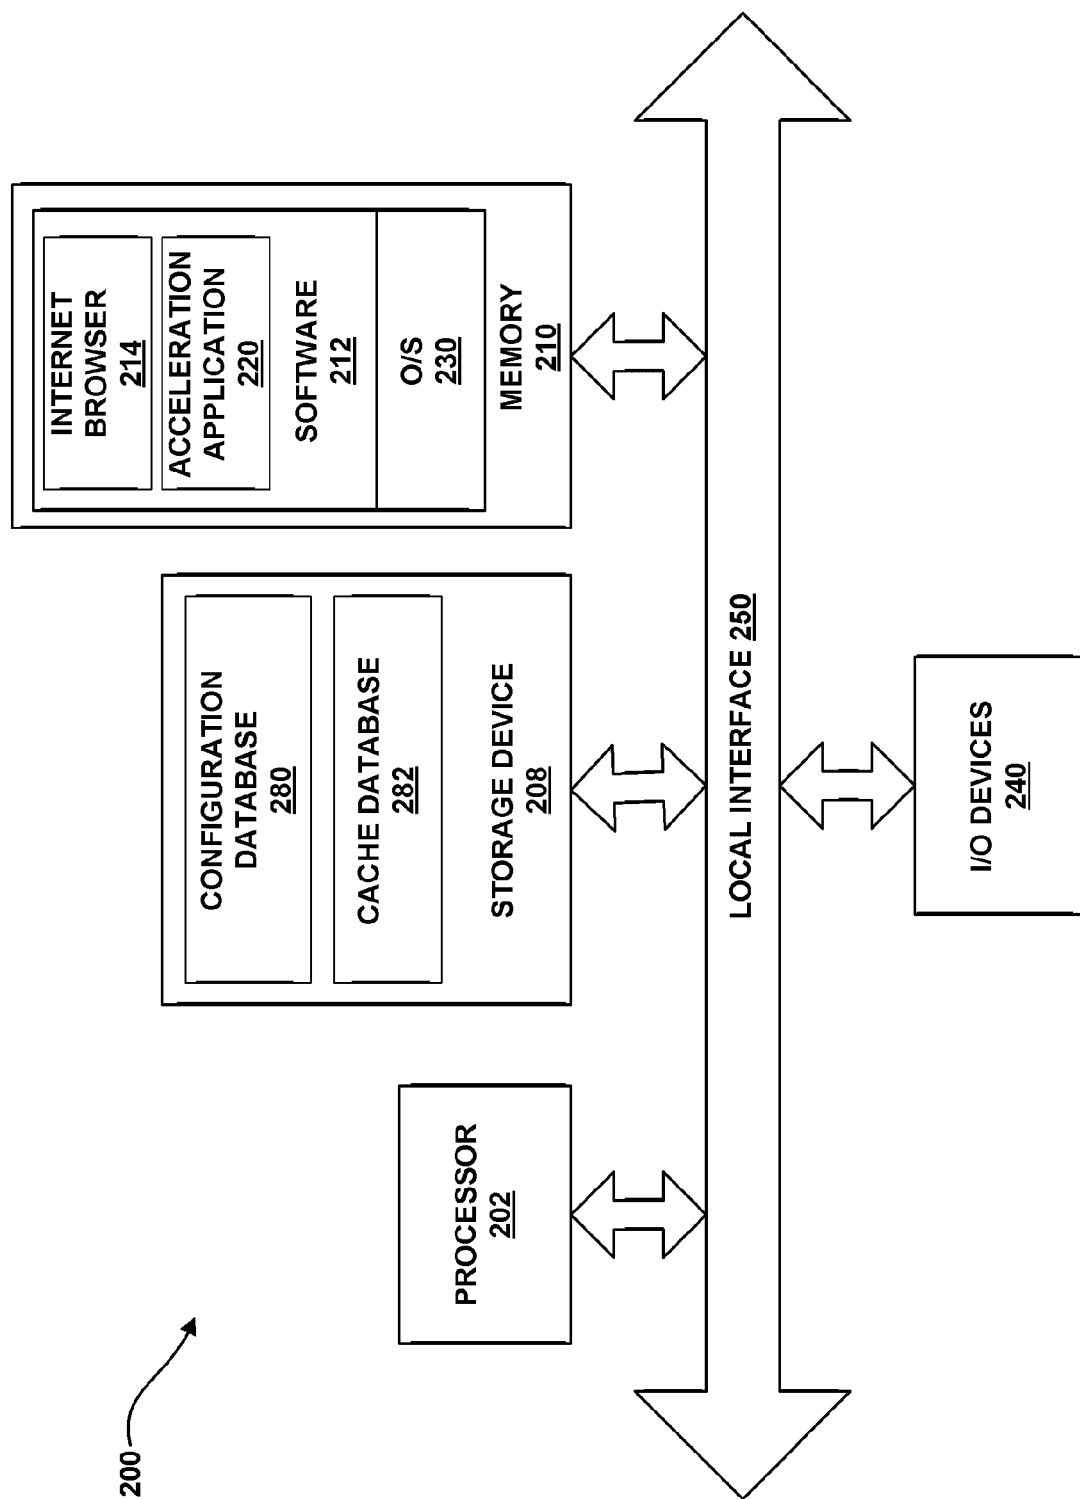 200
PROCESSOR
202
CONFIGURATION
DATABASE
280
CACHE DATABASE
282
STORAGE DEVICE
208
INTERNET
BROWSER
214
ACCELERATION
APPLICATION
220
SOFTWARE
212
O/S
230
MEMORY
210
LOCAL INTERFACE 250
I/O DEVICES
240